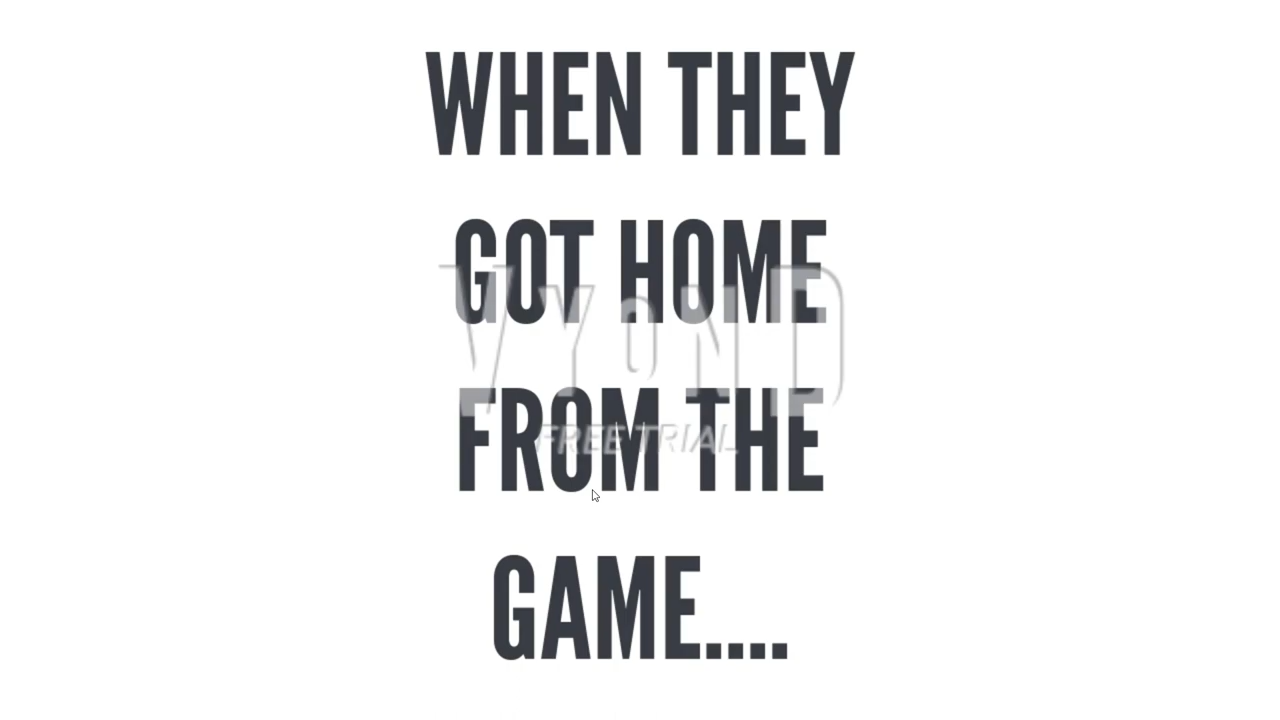 WHEN THEY
GOT HOME
VYOND
FROM THE
FREE TRIAL
GAME....